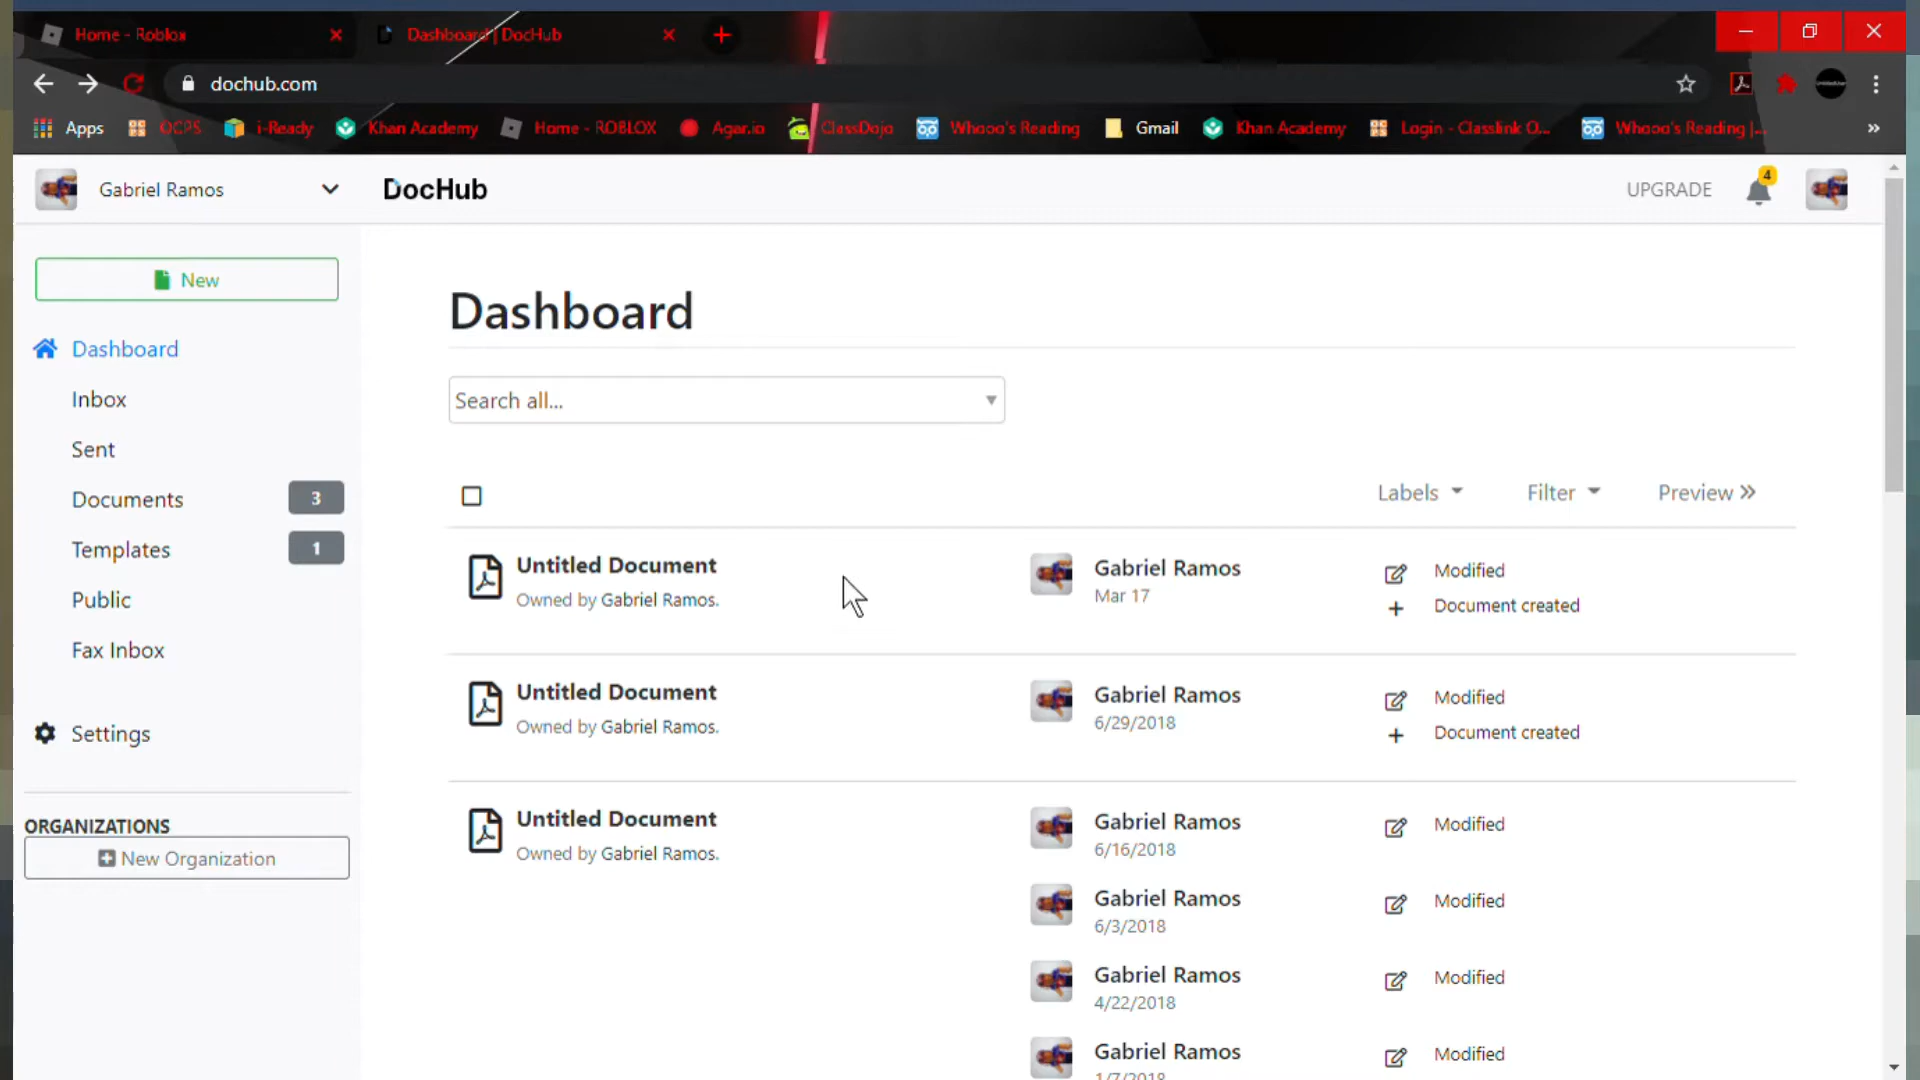 Home - Roblox
Dashboard | DocHub
dochub.com
Apps
OCPS
i-Ready
Khan Academy
Home - ROBLOX
Agar.io
ClassDojo
Whooo's Reading
Gmail
Khan Academy
Login - Classlink O...
Whooo's Reading |...
Gabriel Ramos
DocHub
UPGRADE
4
New
Dashboard
Inbox
Sent
Documents 3
Templates 1
Public
Fax Inbox
Settings
ORGANIZATIONS
New Organization
Dashboard
Search all...
Labels
Filter
Preview
Untitled Document
Owned by Gabriel Ramos.
Gabriel Ramos
Mar 17
Modified
Document created
Untitled Document
Owned by Gabriel Ramos.
Gabriel Ramos
6/29/2018
Modified
Document created
Untitled Document
Owned by Gabriel Ramos.
Gabriel Ramos
6/16/2018
Modified
Gabriel Ramos
6/3/2018
Modified
Gabriel Ramos
4/22/2018
Modified
Gabriel Ramos
1/7/2018
Modified